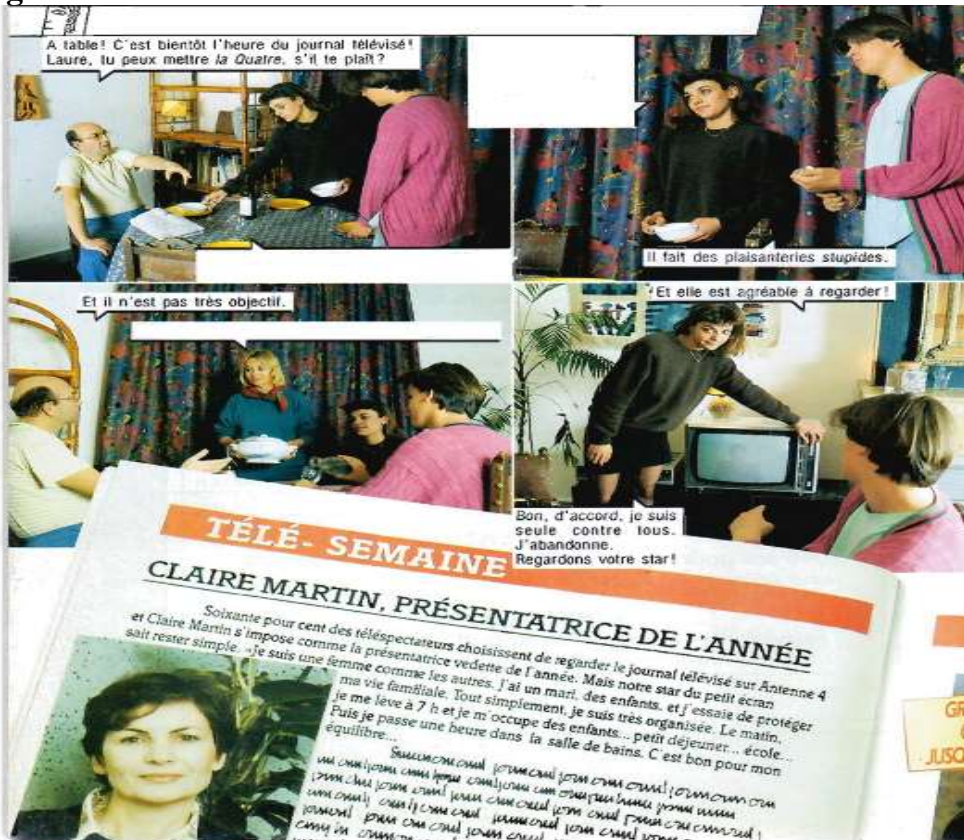 A table! C'est bientôt l'heure du journal télévisé!
Laure, tu peux mettre la Quatre, s'il te plaît?
Il fait des plaisanteries stupides.
Et il n'est pas très objectif.
Et elle est agréable à regarder!
Bon, d'accord, je suis
seule contre tous.
J'abandonne.
Regardons votre star!
TÉLÉ-SEMAINE
CLAIRE MARTIN, PRÉSENTATRICE DE L'ANNÉE
Soixante pour cent des téléspectateurs choisissent de regarder le journal télévisé sur Antenne 4
et Claire Martin s'impose comme la présentatrice vedette de l'année. Mais notre star du petit écran
sait rester simple. «Je suis une femme comme les autres. J'ai un mari, des enfants, et j'essaie de protéger
ma vie familiale. Tout simplement, je suis très organisée. Le matin,
je me lève à 7 h et je m'occupe des enfants... petit déjeuner... école...
Puis je passe une heure dans la salle de bains. C'est bon pour mon
équilibre...